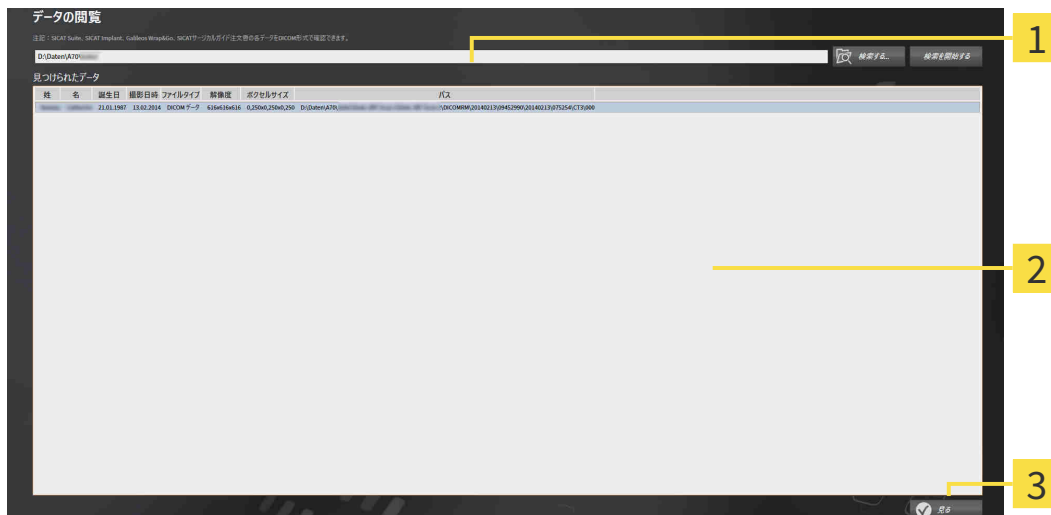 データの閲覧
注記：SICAT Suite、SICAT Implant、Galileos Wrap&Go、SICATサージカルガイド注文書の各データをDICOM形式で確認できます。
D:\Daten\A70\
検索する... 検索を開始する
見つけられたデータ
姓 名 誕生日 撮影日時 ファイルタイプ 解像度 ボクセルサイズ パス
21.01.1987 13.02.2014 DICOM データ 616x616x616 0,250x0,250x0,250 D:\Daten\A70\ \DICOMRM\20140213\09452990\20140213\075254\CT3\000
見る
1
2
3